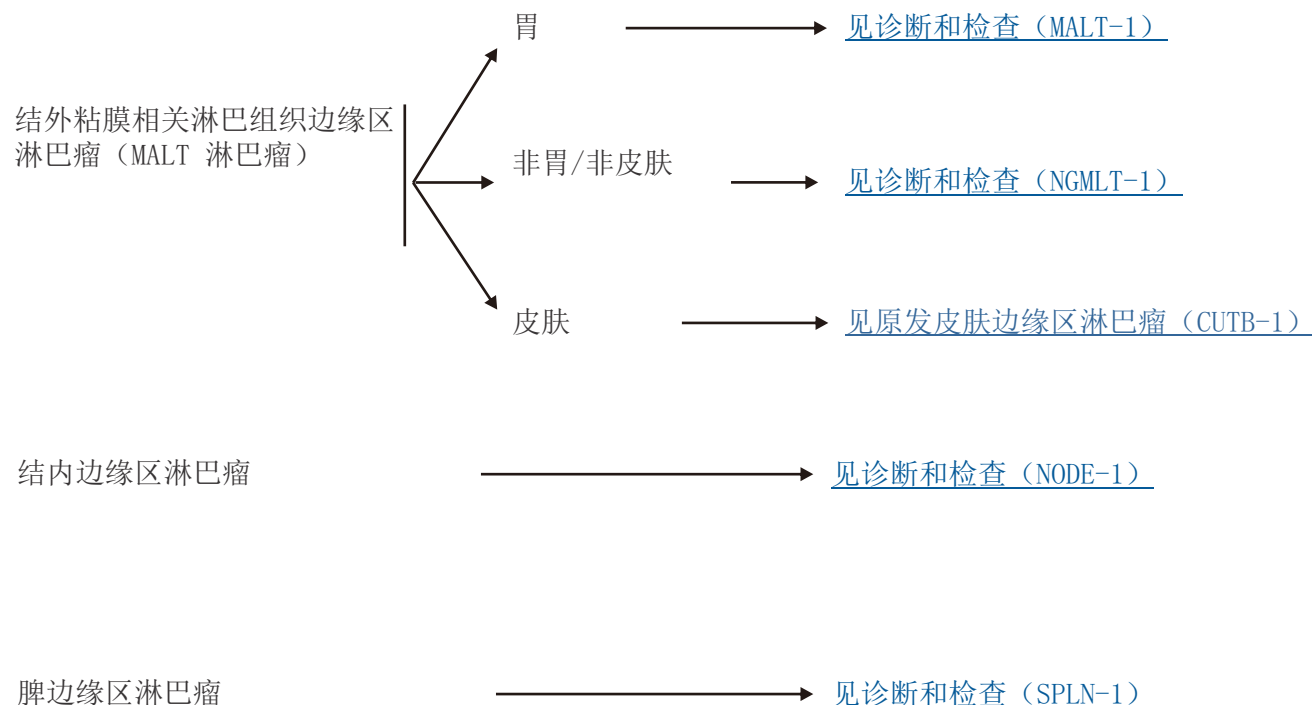 胃
见诊断和检查（MALT-1）
结外粘膜相关淋巴组织边缘区
淋巴瘤（MALT 淋巴瘤）
非胃/非皮肤
见诊断和检查（NGMLT-1）
皮肤
见原发皮肤边缘区淋巴瘤（CUTB-1）
结内边缘区淋巴瘤
见诊断和检查（NODE-1）
脾边缘区淋巴瘤
见诊断和检查（SPLN-1）